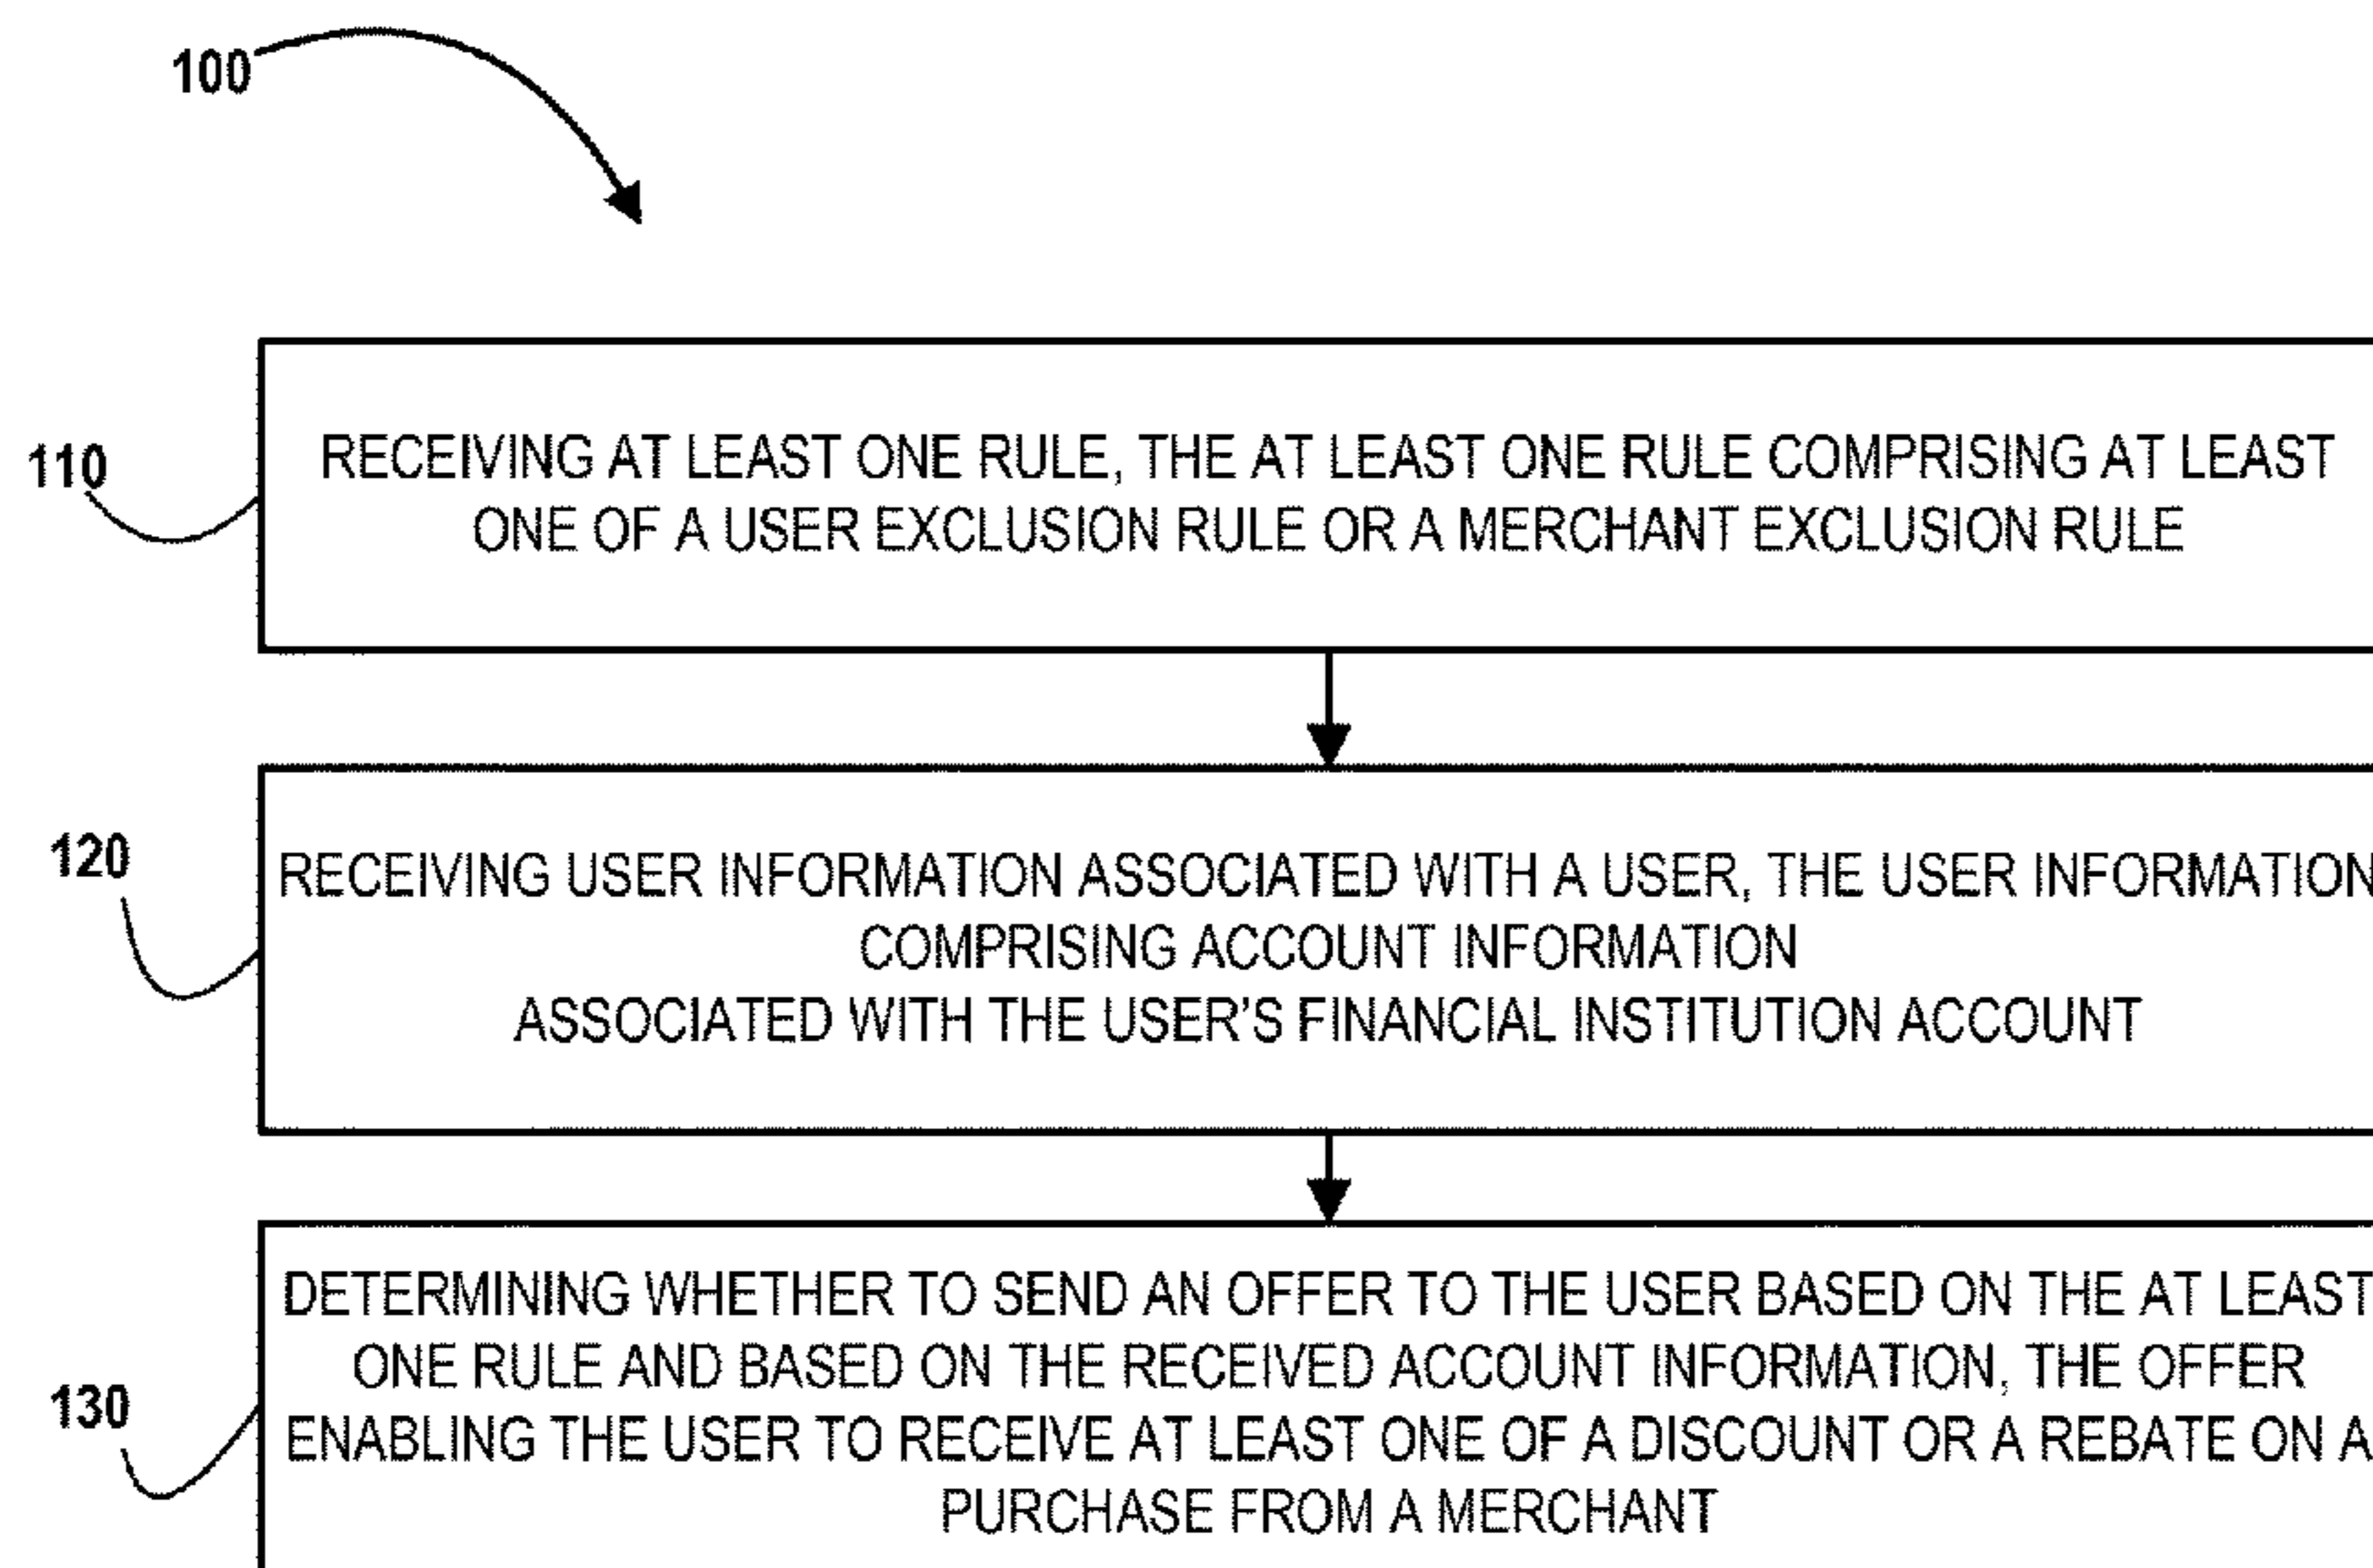 100
110
RECEIVING AT LEAST ONE RULE, THE AT LEAST ONE RULE COMPRISING AT LEAST
ONE OF A USER EXCLUSION RULE OR A MERCHANT EXCLUSION RULE
120
RECEIVING USER INFORMATION ASSOCIATED WITH A USER, THE USER INFORMATION
COMPRISING ACCOUNT INFORMATION
ASSOCIATED WITH THE USER'S FINANCIAL INSTITUTION ACCOUNT
130
DETERMINING WHETHER TO SEND AN OFFER TO THE USER BASED ON THE AT LEAST
ONE RULE AND BASED ON THE RECEIVED ACCOUNT INFORMATION, THE OFFER
ENABLING THE USER TO RECEIVE AT LEAST ONE OF A DISCOUNT OR A REBATE ON A
PURCHASE FROM A MERCHANT